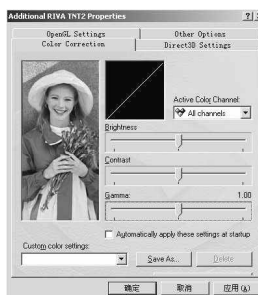 Additional RIVA TNT2 Properties
OpenGL Settings
Other Options
Color Correction
Direct3D Settings
Active Color Channel:
All channels
Brightness
Contrast
Gamma:
1.00
Automatically apply these settings at startup
Custom color settings:
Save As...
Delete
确定
取消
应用(A)